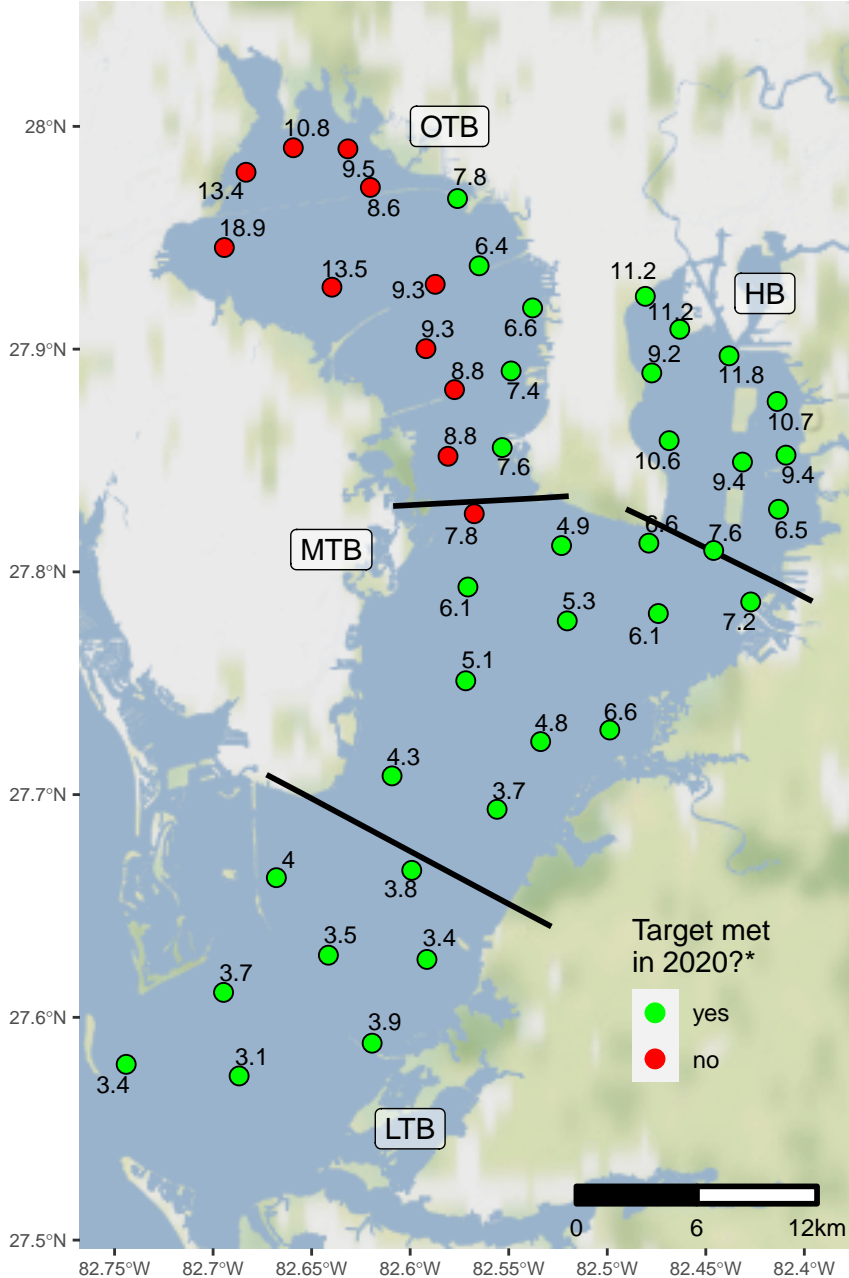 28°N
27.9°N
27.8°N
27.7°N
27.6°N
27.5°N
82.75°W
82.7°W
82.65°W
82.6°W
82.55°W
82.5°W
82.45°W
82.4°W
OTB
10.8
9.5
13.4
8.6
7.8
18.9
6.4
13.5
9.3
6.6
9.3
8.8
7.4
8.8
7.6
HB
11.2
11.2
9.2
11.8
10.7
10.6
9.4
9.4
6.5
7.6
MTB
7.8
4.9
6.6
6.1
5.3
6.1
7.2
5.1
4.8
6.6
4.3
3.7
4
3.8
3.5
3.4
3.7
3.9
3.4
3.1
LTB
Target met
in 2020?*
yes
no
0
6
12km